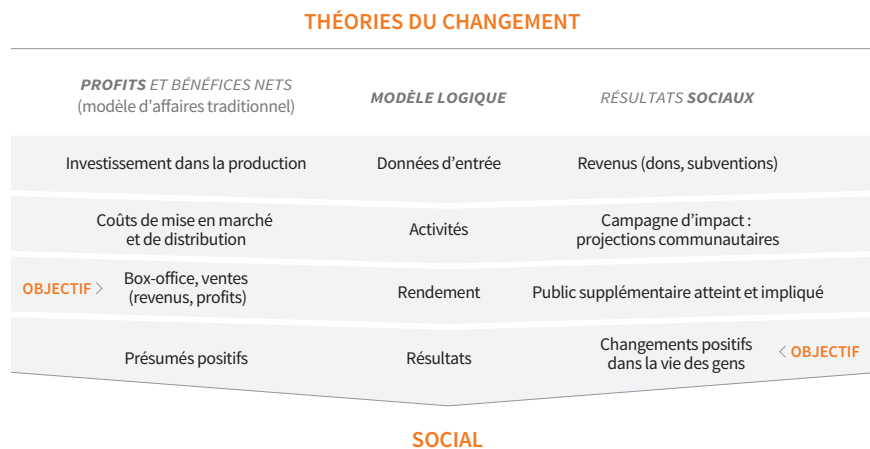 THÉORIES DU CHANGEMENT
PROFITS ET BÉNÉFICES NETS
(modèle d’affaires traditionnel)
MODÈLE LOGIQUE
RÉSULTATS SOCIAUX
Investissement dans la production
Données d’entrée
Revenus (dons, subventions)
Coûts de mise en marché
et de distribution
Activités
Campagne d’impact :
projections communautaires
OBJECTIF >
Box-office, ventes
(revenus, profits)
Rendement
Public supplémentaire atteint et impliqué
Présumés positifs
Résultats
Changements positifs
dans la vie des gens
< OBJECTIF
SOCIAL